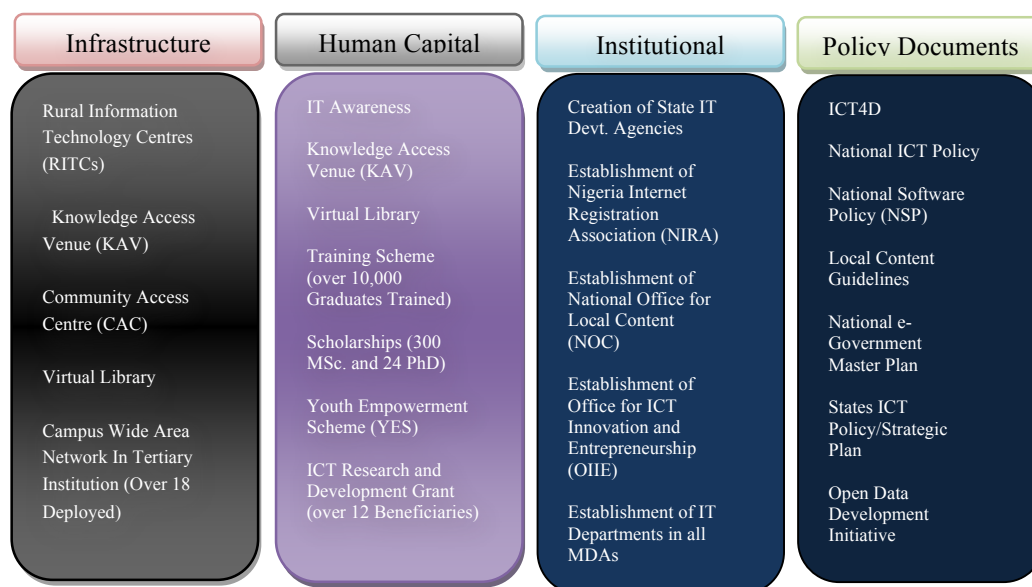 Infrastructure
Rural Information
Technology Centres
(RITCs)
Knowledge Access
Venue (KAV)
Community Access
Centre (CAC)
Virtual Library
Campus Wide Area
Network In Tertiary
Institution (Over 18
Deployed)
Human Capital
IT Awareness
Knowledge Access
Venue (KAV)
Virtual Library
Training Scheme
(over 10,000
Graduates Trained)
Scholarships (300
MSc. and 24 PhD)
Youth Empowerment
Scheme (YES)
ICT Research and
Development Grant
(over 12 Beneficiaries)
Institutional
Creation of State IT
Devt. Agencies
Establishment of
Nigeria Internet
Registration
Association (NIRA)
Establishment of
National Office for
Local Content
(NOC)
Establishment of
Office for ICT
Innovation and
Entrepreneurship
(OIIE)
Establishment of IT
Departments in all
MDAs
Policy Documents
ICT4D
National ICT Policy
National Software
Policy (NSP)
Local Content
Guidelines
National e-
Government
Master Plan
States ICT
Policy/Strategic
Plan
Open Data
Development
Initiative